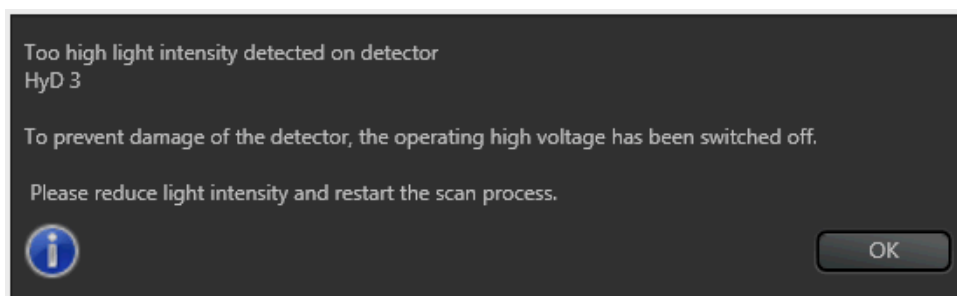 Too high light intensity detected on detector
HyD 3
To prevent damage of the detector, the operating high voltage has been switched off.
Please reduce light intensity and restart the scan process.
OK